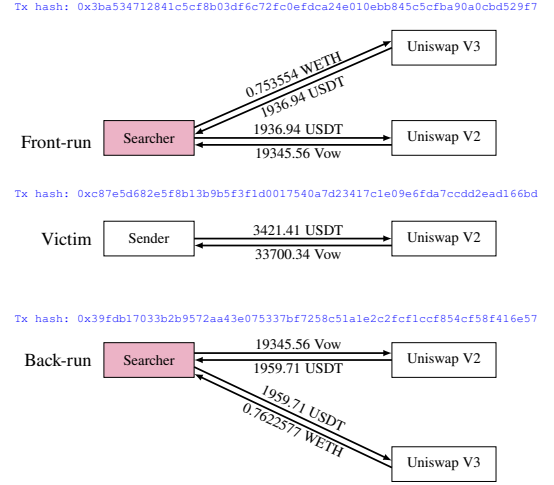 Tx hash: 0x3ba534712841c5cf8b03df6c72fc0efdca24e010ebb845c5cfba90a0cbd529f7
Uniswap V3
0.753554 WETH
1936.94 USDT
Front-run
Searcher
1936.94 USDT
19345.56 Vow
Uniswap V2
Tx hash: 0xc87e5d682e5f8b13b9b5f3f1d0017540a7d23417c1e09e6fda7ccdd2ead166bd
Victim
Sender
3421.41 USDT
33700.34 Vow
Uniswap V2
Tx hash: 0x39fdb17033b2b9572aa43e075337bf7258c51a1e2c2fcf1ccf854cf58f416e57
Back-run
Searcher
19345.56 Vow
1959.71 USDT
Uniswap V2
1959.71 USDT
0.7622577 WETH
Uniswap V3